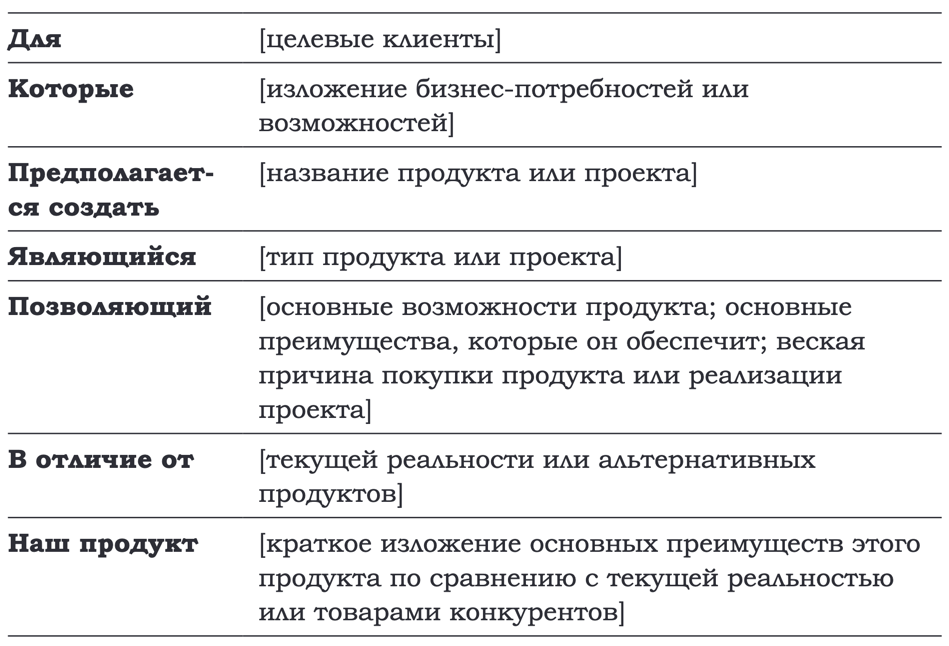 Для [целевые клиенты]
Которые [изложение бизнес-потребностей или
возможностей]
Предполагает- [название продукта или проекта]
ся создать
Являющийся [тип продукта или проекта]
Позволяющий [основные возможности продукта; основные
преимущества, которые он обеспечит; веская
причина покупки продукта или реализации
проекта]
В отличие от [текущей реальности или альтернативных
продуктов]
Наш продукт [краткое изложение основных преимуществ этого
продукта по сравнению с текущей реальностью
или товарами конкурентов]